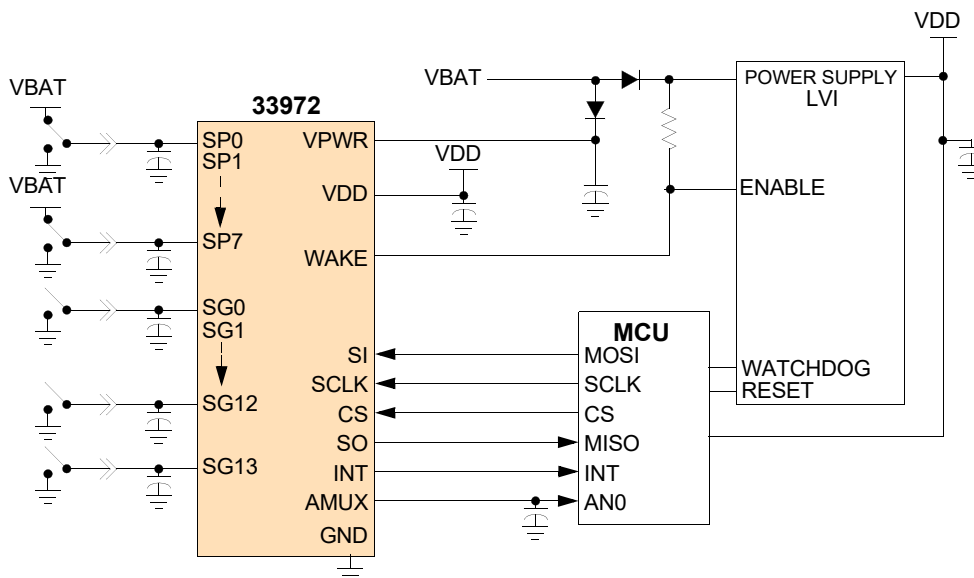 VDD
VBAT
VBAT
POWER SUPPLY
LVI
33972
SP0
SP1
VPWR
VDD
VDD
VBAT
ENABLE
SP7
WAKE
SG0
SG1
MCU
SI
MOSI
SCLK
SCLK
WATCHDOG
RESET
SG12
CS
CS
SO
MISO
SG13
INT
INT
AMUX
AN0
GND